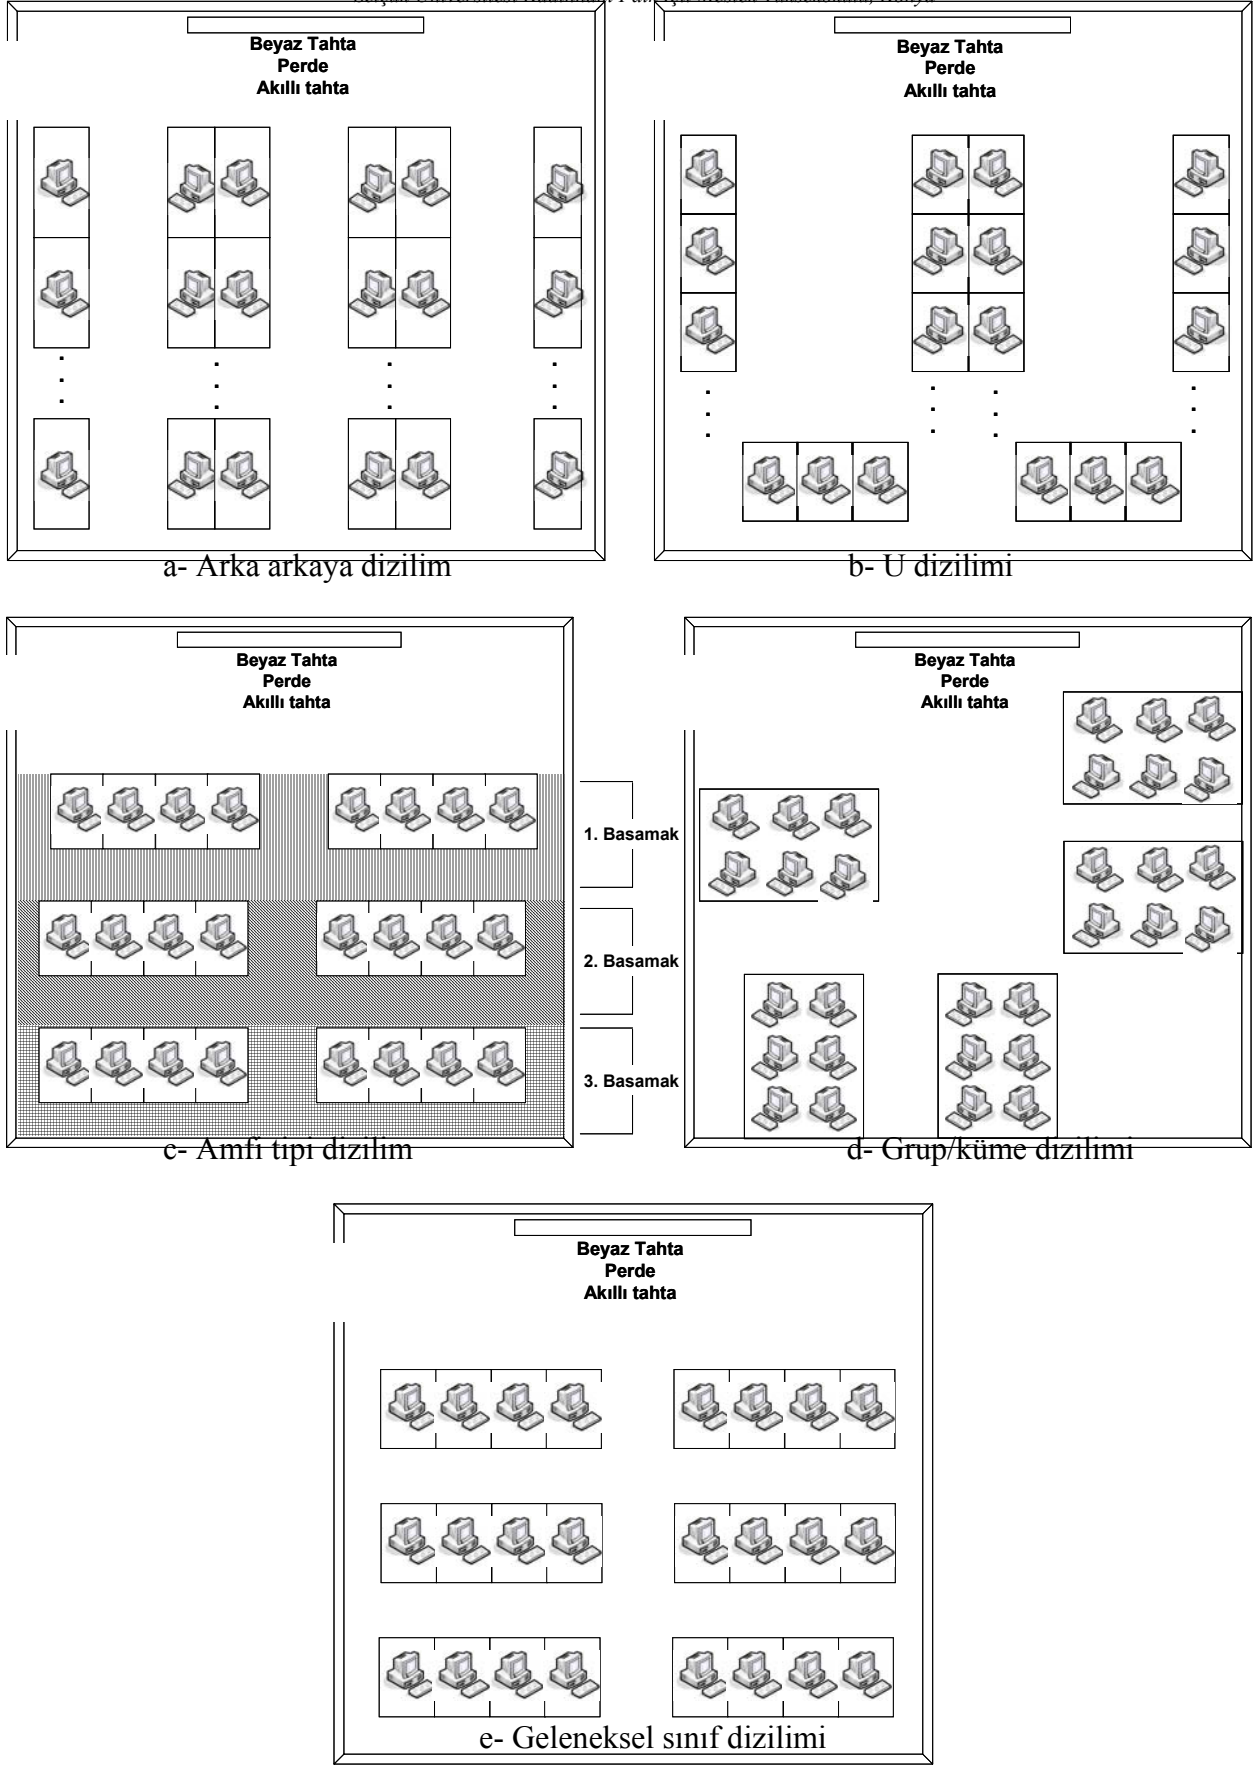 Beyaz Tahta
Perde
Akıllı tahta
a- Arka arkaya dizilim
Beyaz Tahta
Perde
Akıllı tahta
b- U dizilimi
Beyaz Tahta
Perde
Akıllı tahta
1. Basamak
2. Basamak
3. Basamak
c- Amfi tipi dizilim
Beyaz Tahta
Perde
Akıllı tahta
d- Grup/küme dizilimi
Beyaz Tahta
Perde
Akıllı tahta
e- Geleneksel sınıf dizilimi